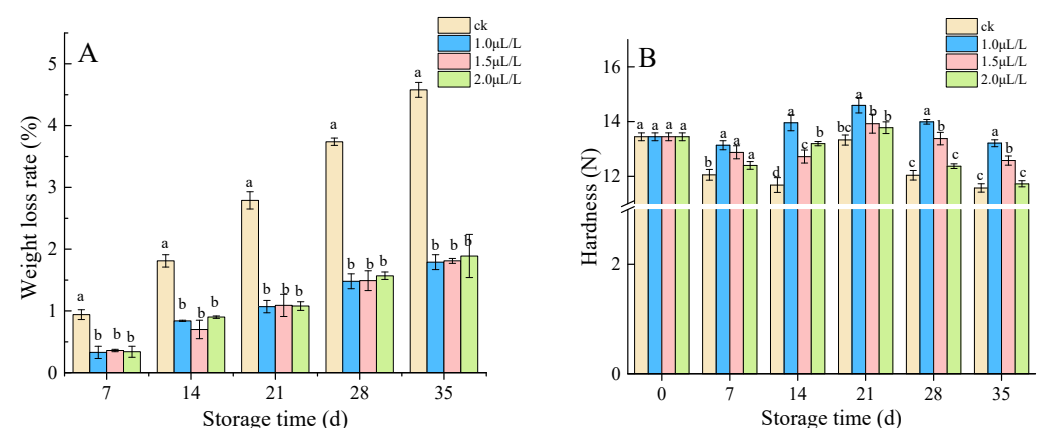 A
ck
1.0μL/L
1.5μL/L
2.0μL/L
Weight loss rate (%)
5
4
3
2
1
0
a
b b b
a
b b b
a
b b b
a
b b b
a
b b b
7 14 21 28 35
Storage time (d)
B
ck
1.0μL/L
1.5μL/L
2.0μL/L
Hardness (N)
16
14
12
2
0
a a a a
b a a a
d a c b
bc a b b
c a b c
c a b c
0 7 14 21 28 35
Storage time (d)